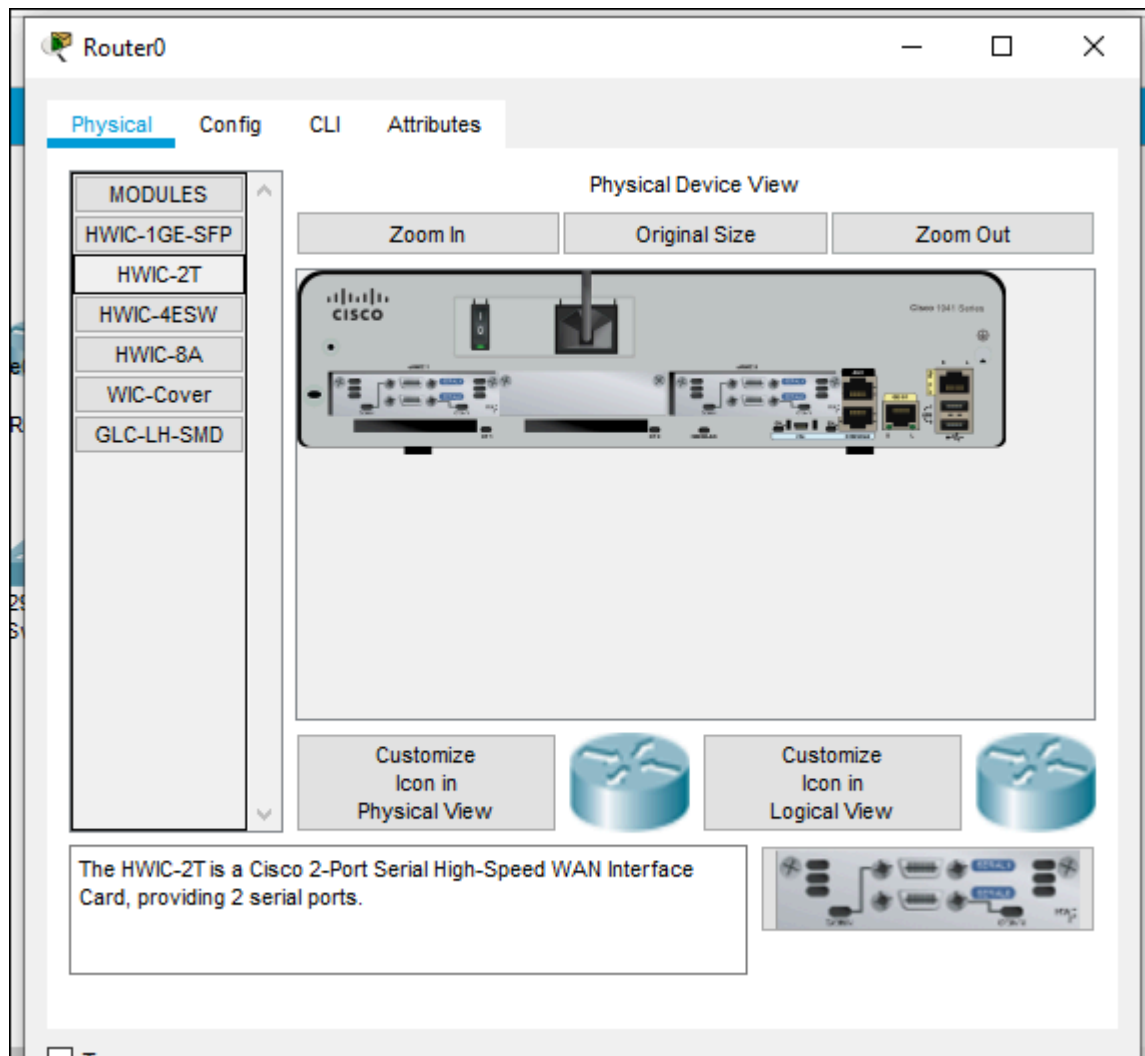 Router0
Physical Config CLI Attributes
MODULES
HWIC-1GE-SFP
HWIC-2T
HWIC-4ESW
HWIC-8A
WIC-Cover
GLC-LH-SMD
Physical Device View
Zoom In Original Size Zoom Out
CISCO
Cisco 1941 Series
Customize
Icon in
Physical View
Customize
Icon in
Logical View
The HWIC-2T is a Cisco 2-Port Serial High-Speed WAN Interface
Card, providing 2 serial ports.